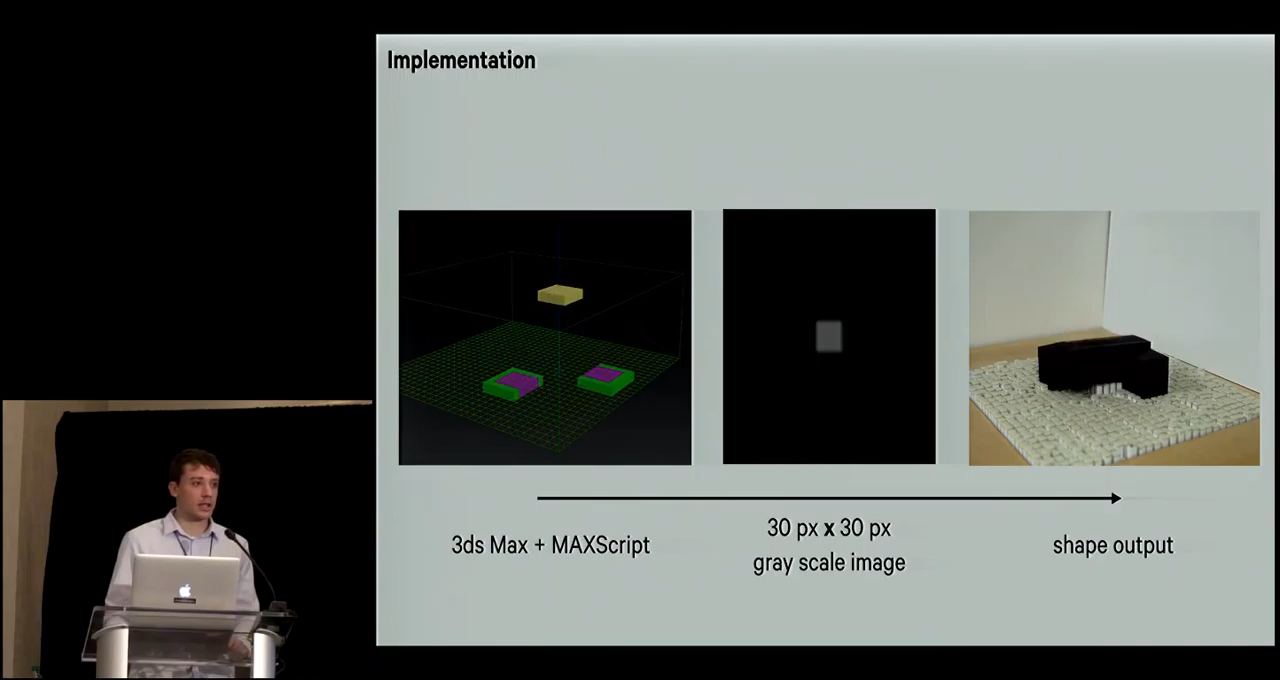 Implementation
3ds Max + MAXScript
30 px x 30 px
gray scale image
shape output